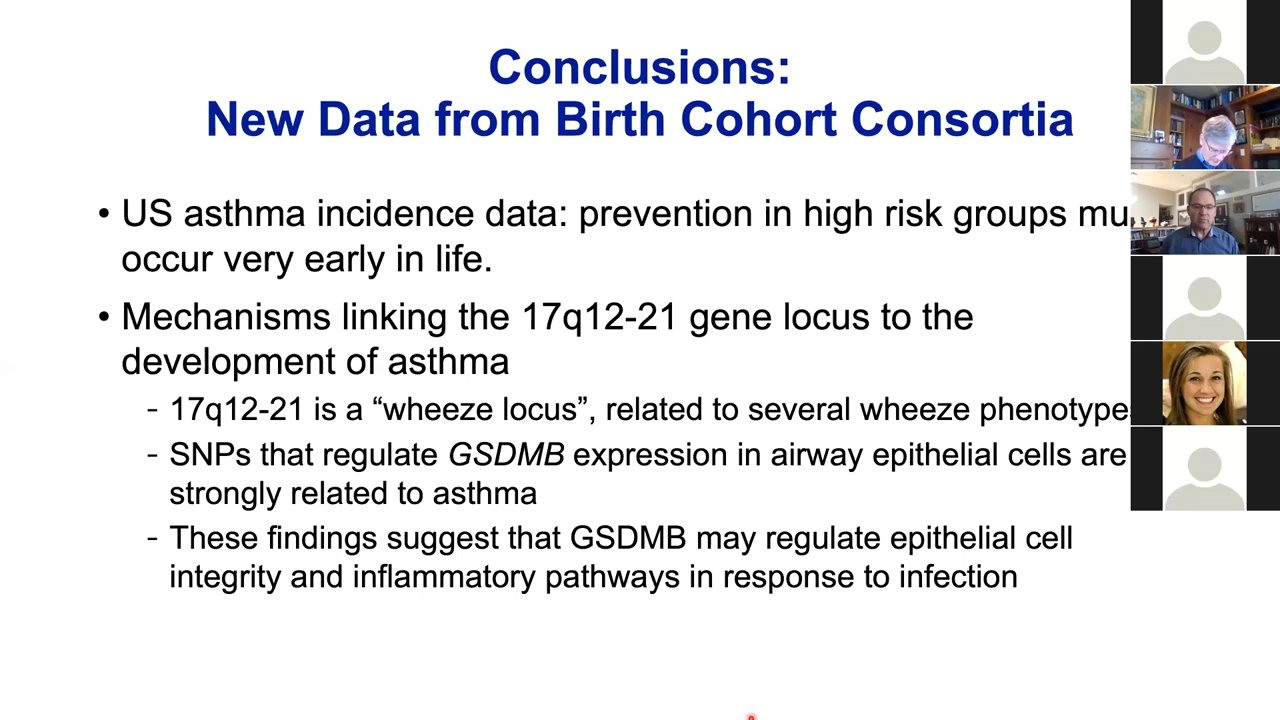 Conclusions:
New Data from Birth Cohort Consortia
• US asthma incidence data: prevention in high risk groups mu
occur very early in life.
• Mechanisms linking the 17q12-21 gene locus to the
development of asthma
- 17q12-21 is a “wheeze locus”, related to several wheeze phenotypes
- SNPs that regulate GSDMB expression in airway epithelial cells are
strongly related to asthma
- These findings suggest that GSDMB may regulate epithelial cell
integrity and inflammatory pathways in response to infection